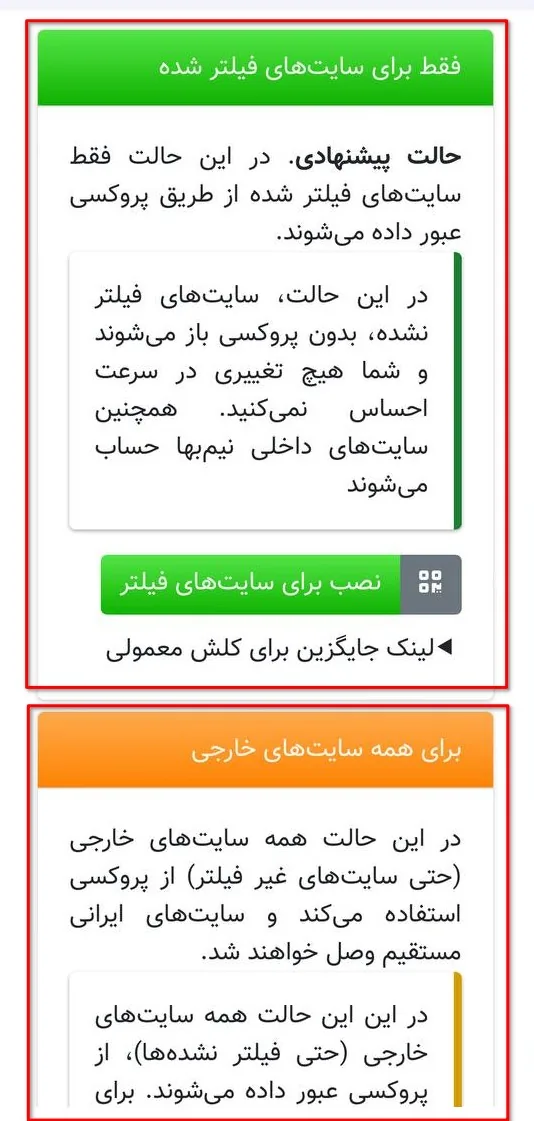 فقط برای سایت‌های فیلتر شده
حالت پیشنهادی. در این حالت فقط
سایت‌های فیلتر شده از طریق پروکسی
عبور داده می‌شوند.
در این حالت، سایت‌های فیلتر
نشده، بدون پروکسی باز می‌شوند
و شما هیچ تغییری در سرعت
احساس نمی‌کنید. همچنین
سایت‌های داخلی نیم‌بها حساب
می‌شوند
نصب برای سایت‌های فیلتر
◀لینک جایگزین برای کلش معمولی
برای همه سایت‌های خارجی
در این حالت همه سایت‌های خارجی
(حتی سایت‌های غیر فیلتر) از پروکسی
استفاده می‌کند و سایت‌های ایرانی
مستقیم وصل خواهند شد.
در این این حالت همه سایت‌های
خارجی (حتی فیلتر نشده‌ها)، از
پروکسی عبور داده می‌شوند. برای